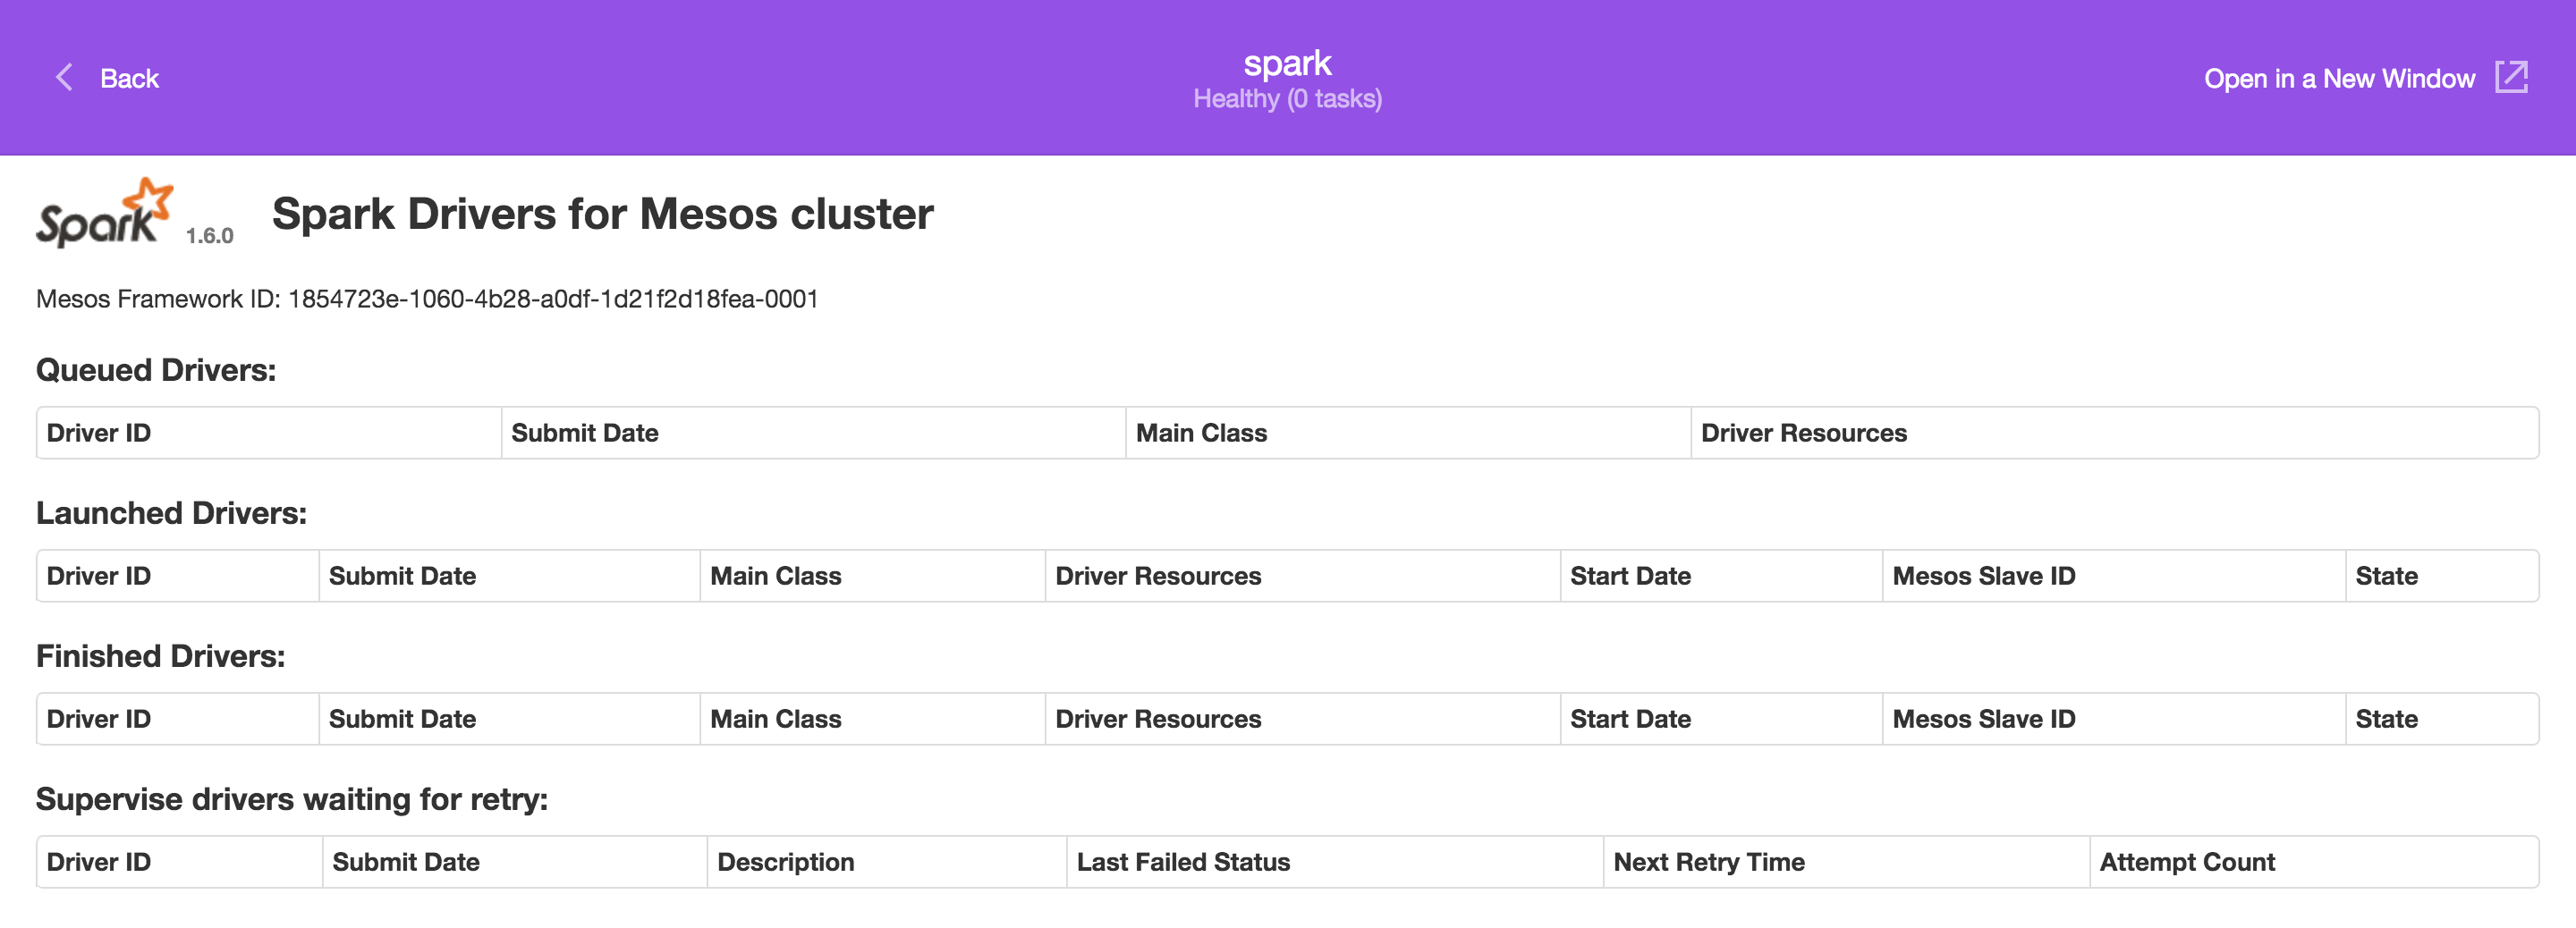 Back
spark
Healthy (0 tasks)
Open in a New Window
Spark 1.6.0 Spark Drivers for Mesos cluster
Mesos Framework ID: 1854723e-1060-4b28-a0df-1d21f2d18fea-0001
Queued Drivers:
Driver ID Submit Date Main Class Driver Resources
Launched Drivers:
Driver ID Submit Date Main Class Driver Resources Start Date Mesos Slave ID State
Finished Drivers:
Driver ID Submit Date Main Class Driver Resources Start Date Mesos Slave ID State
Supervise drivers waiting for retry:
Driver ID Submit Date Description Last Failed Status Next Retry Time Attempt Count